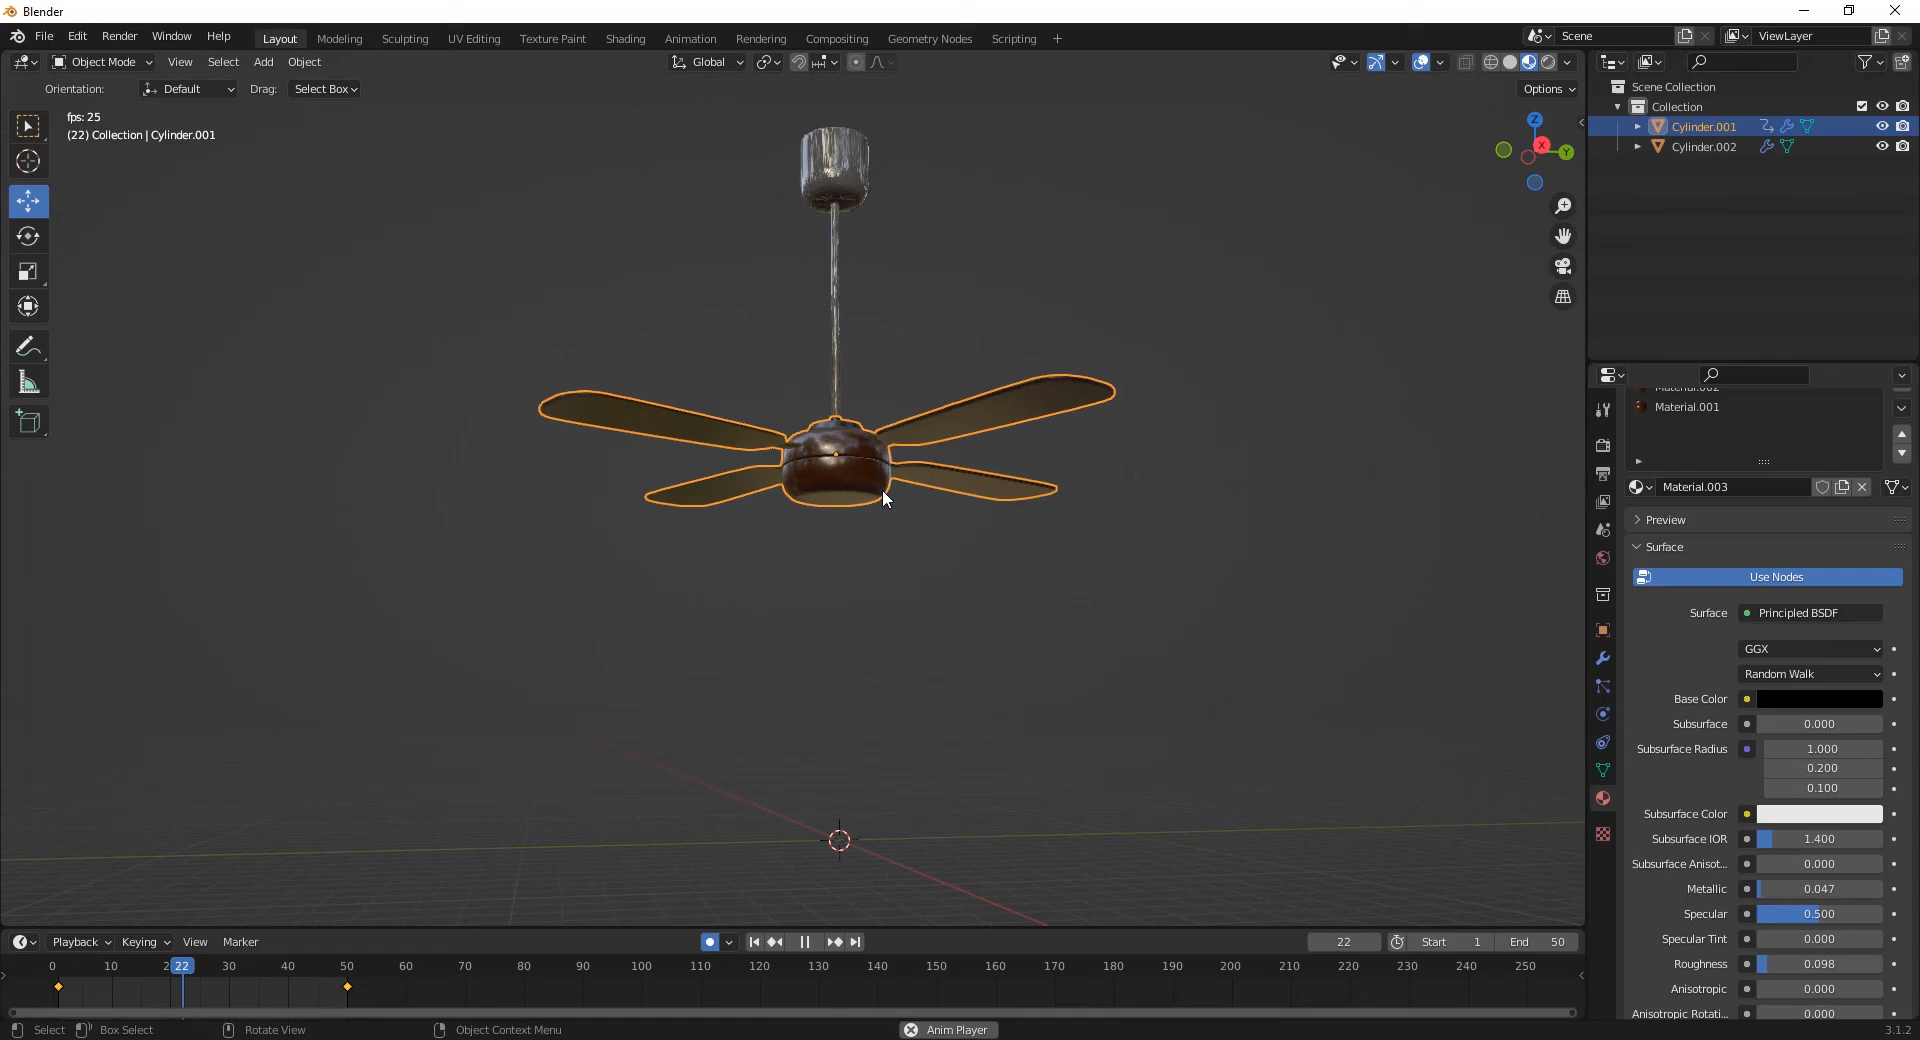 Blender
File Edit Render Window Help
Layout Modeling Sculpting UV Editing Texture Paint Shading Animation Rendering Compositing Geometry Nodes Scripting +
Scene
ViewLayer
Object Mode View Select Add Object
Global
Orientation: Default Drag: Select Box
Options
fps: 25
(22) Collection | Cylinder.001
Z
X
Y
Scene Collection
Collection
Cylinder.001
Cylinder.002
Material.002
Material.001
Material.003
Preview
Surface
Use Nodes
Surface Principled BSDF
GGX
Random Walk
Base Color
Subsurface 0.000
Subsurface Radius 1.000
0.200
0.100
Subsurface Color
Subsurface IOR 1.400
Subsurface Anisot... 0.000
Metallic 0.047
Specular 0.500
Specular Tint 0.000
Roughness 0.098
Anisotropic 0.000
Anisotropic Rotati... 0.000
Playback Keying View Marker
22 Start 1 End 50
0 10 22 30 40 50 60 70 80 90 100 110 120 130 140 150 160 170 180 190 200 210 220 230 240 250
Select Box Select Rotate View Object Context Menu Anim Player 3.1.2